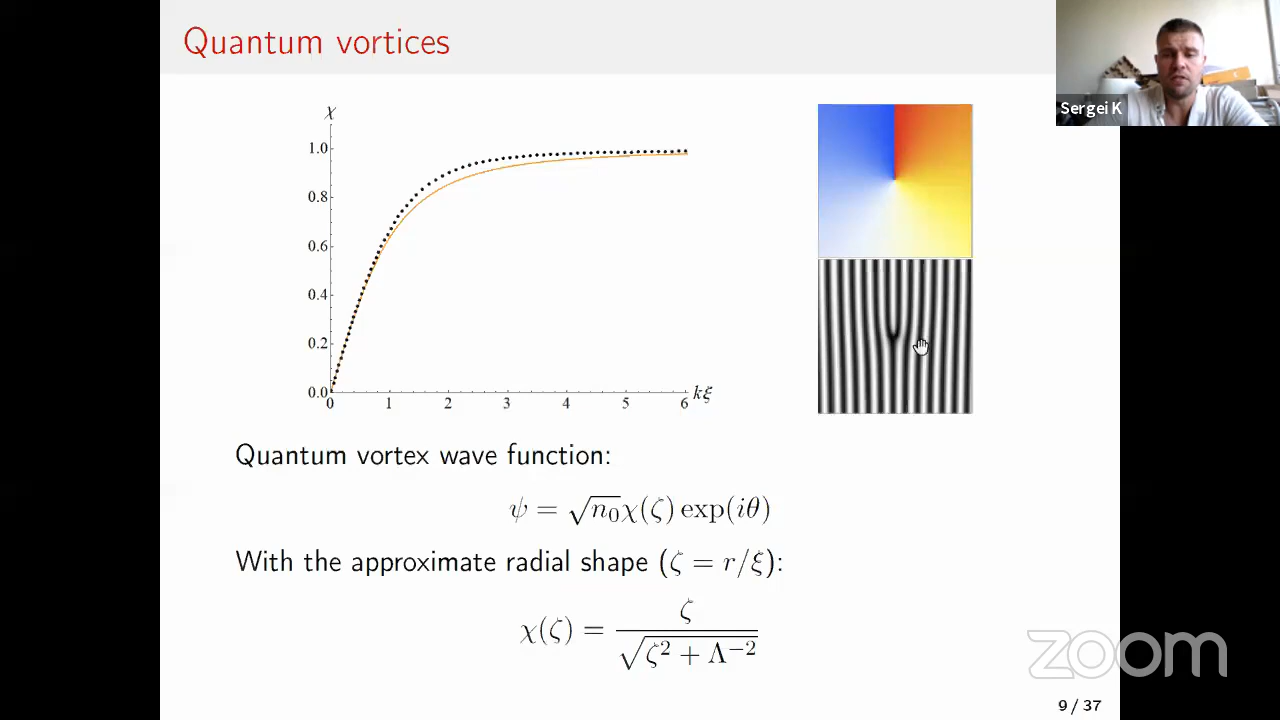 Quantum vortices
Sergei K
χ
1.0
0.8
0.6
0.4
0.2
0.0
0 1 2 3 4 5 6 kξ
Quantum vortex wave function:
ψ = √n₀χ(ζ) exp(iθ)
With the approximate radial shape (ζ = r/ξ):
χ(ζ) = ζ / √(ζ² + Λ⁻²)
zoom
9 / 37